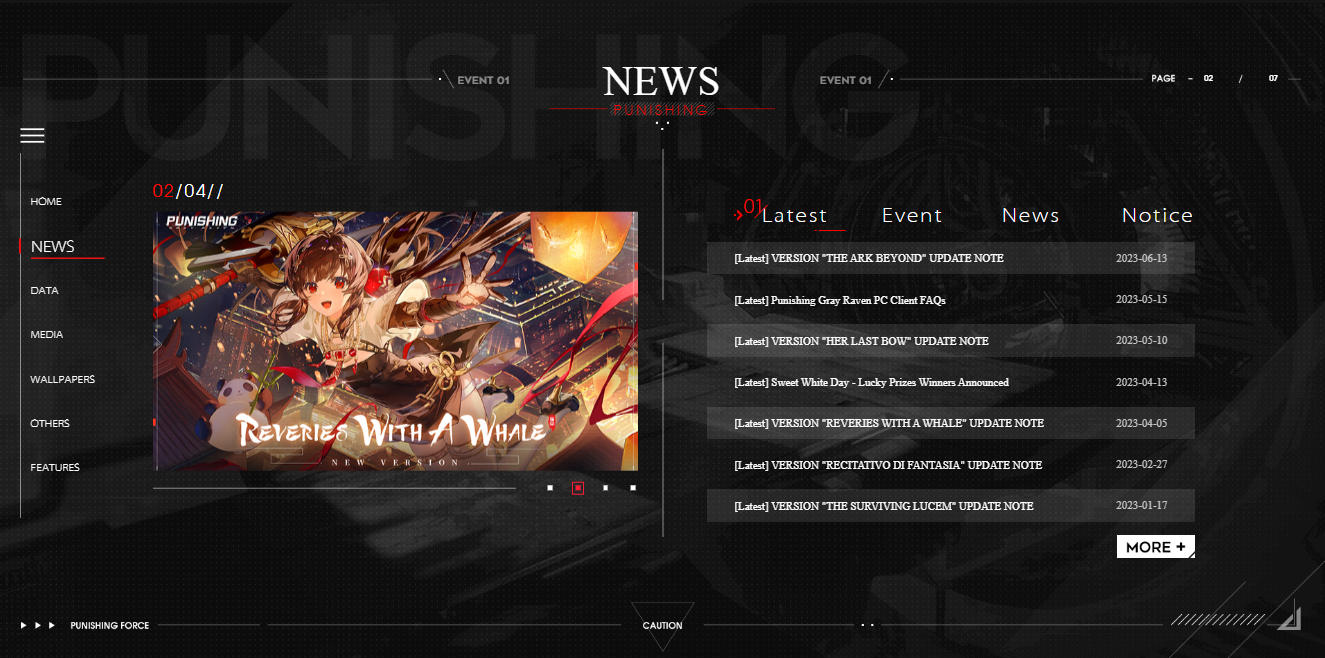 PUNISHING
EVENT 01
NEWS
PUNISHING
EVENT 01
PAGE - 02 / 07
HOME
NEWS
DATA
MEDIA
WALLPAPERS
OTHERS
FEATURES
02/04//
PUNISHING
REVERIES WITH A WHALE
NEW VERSION
01/
Latest Event News Notice
[Latest] VERSION "THE ARK BEYOND" UPDATE NOTE 2023-06-13
[Latest] Punishing Gray Raven PC Client FAQs 2023-05-15
[Latest] VERSION "HER LAST BOW" UPDATE NOTE 2023-05-10
[Latest] Sweet White Day - Lucky Prizes Winners Announced 2023-04-13
[Latest] VERSION "REVERIES WITH A WHALE" UPDATE NOTE 2023-04-05
[Latest] VERSION "RECITATIVO DI FANTASIA" UPDATE NOTE 2023-02-27
[Latest] VERSION "THE SURVIVING LUCEM" UPDATE NOTE 2023-01-17
MORE +
PUNISHING FORCE
CAUTION